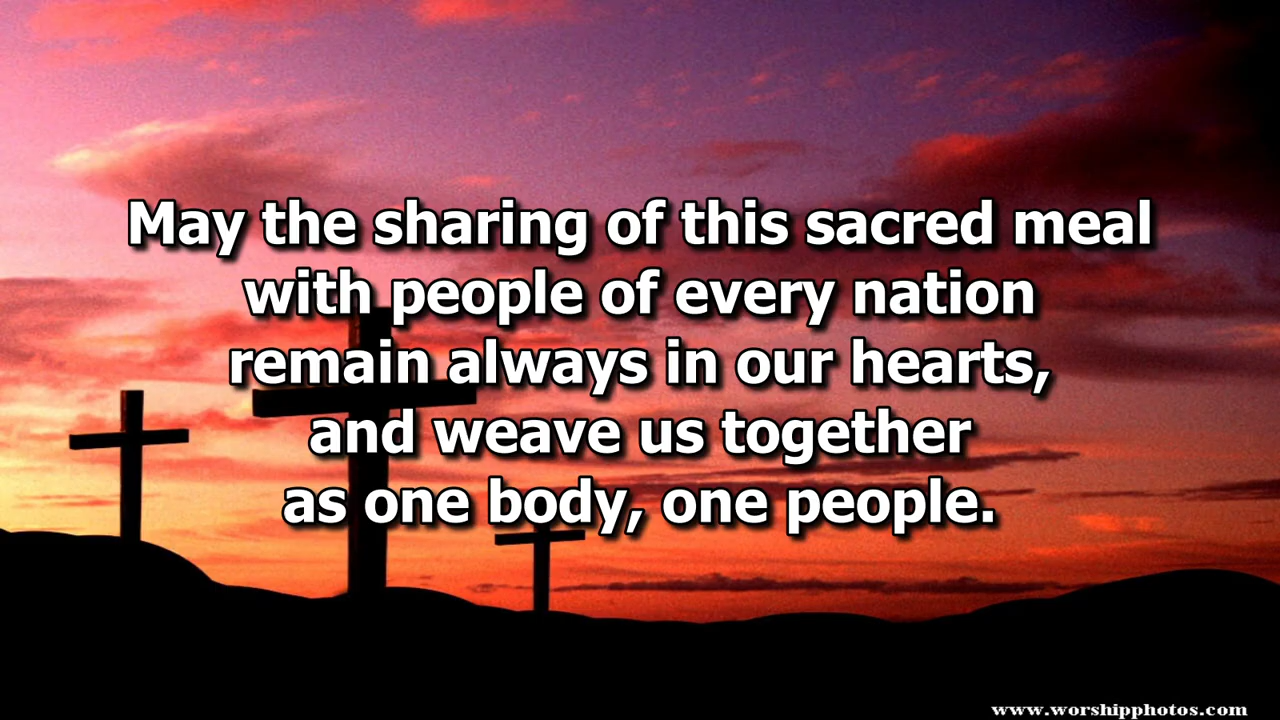 May the sharing of this sacred meal
with people of every nation
remain always in our hearts,
and weave us together
as one body, one people.
www.worshipphotos.com